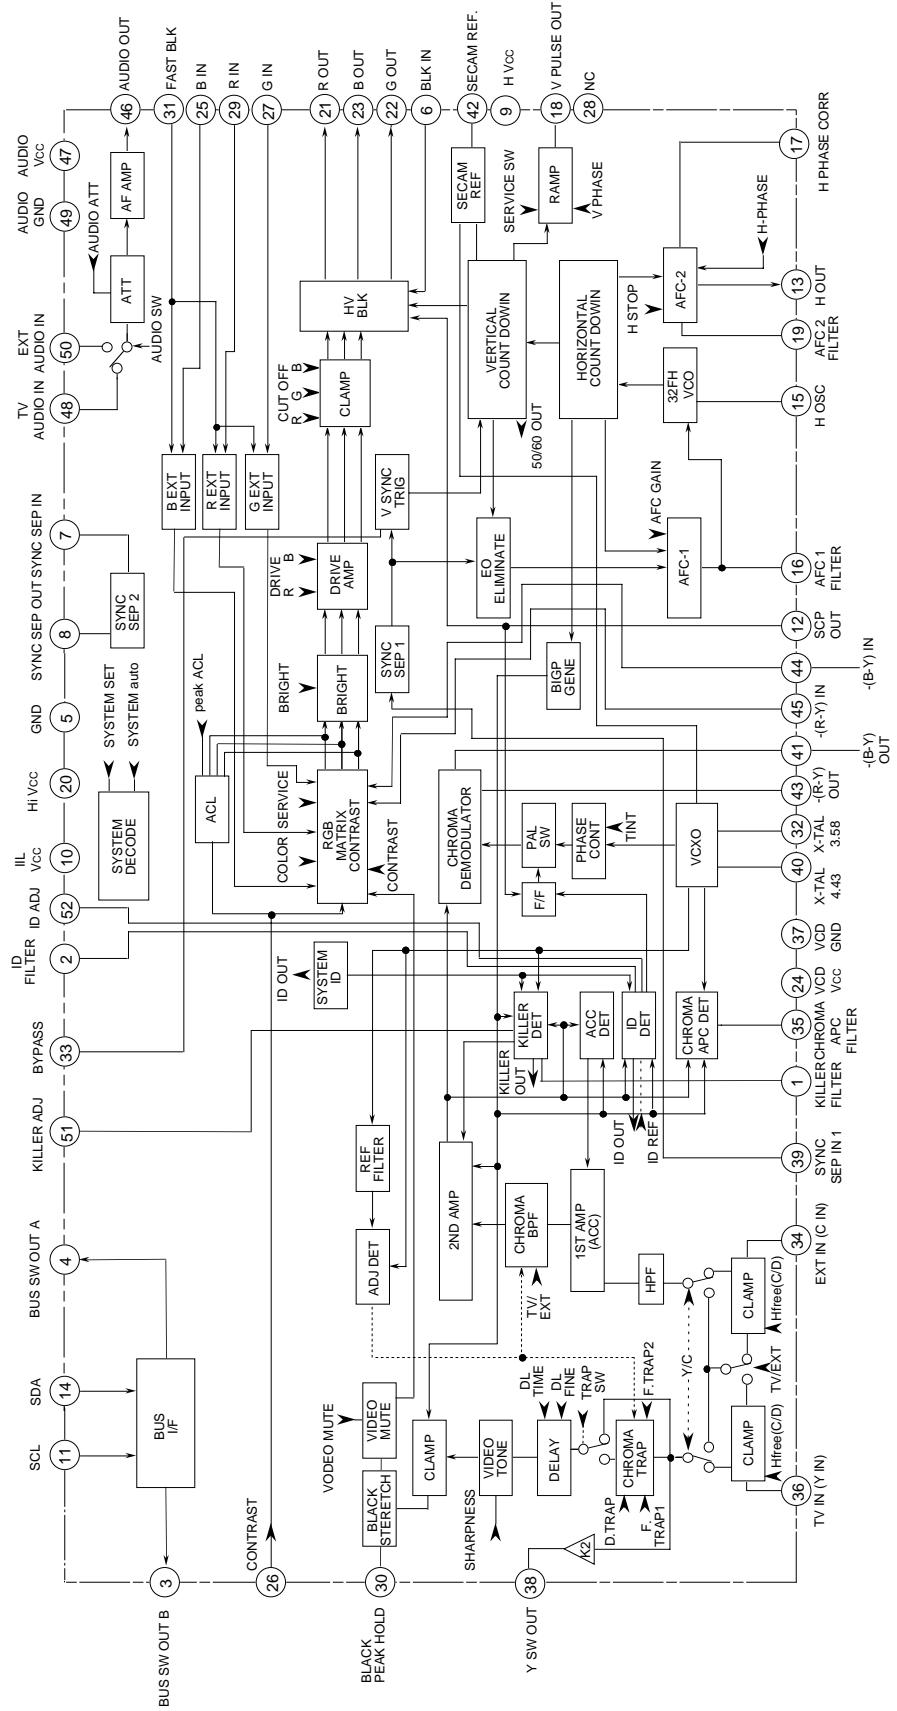 SCL
11
SDA
14
BUS SW OUT A
4
KILLER ADJ
51
BYPASS
33
ID
FILTER
2
ID ADJ
52
IIL
Vcc
10
Hi Vcc
20
GND
5
SYNC SEP OUT
8
SYNC SEP IN
7
TV
AUDIO IN
48
EXT
AUDIO IN
50
AUDIO
GND
49
AUDIO
Vcc
47
AUDIO OUT
46
FAST BLK
31
B IN
25
R IN
29
G IN
27
R OUT
21
B OUT
23
G OUT
22
BLK IN
6
SECAM REF.
42
H Vcc
9
V PULSE OUT
18
NC
28
BUS SW OUT B
3
CONTRAST
26
BLACK
PEAK HOLD
30
Y SW OUT
38
TV IN (Y IN)
36
EXT IN (C IN)
34
SYNC
SEP IN 1
39
KILLER
FILTER
1
CHROMA
APC
FILTER
35
VCD
Vcc
24
VCD
GND
37
X-TAL
4.43
40
X-TAL
3.58
32
-(R-Y)
OUT
43
-(B-Y)
OUT
41
-(R-Y) IN
45
-(B-Y) IN
44
SCP
OUT
12
AFC 1
FILTER
16
H OSC
15
AFC 2
FILTER
19
H OUT
13
H PHASE CORR
17
BUS
I/F
SYSTEM
DECODE
SYSTEM SET
SYSTEM auto
SYNC
SEP 2
AUDIO SW
ATT
AUDIO ATT
AF AMP
B EXT
INPUT
R EXT
INPUT
G EXT
INPUT
ACL
peak ACL
ID OUT
SYSTEM
ID
COLOR
SERVICE
RGB
MATRIX
CONTRAST
CONTRAST
BRIGHT
BRIGHT
DRIVE
R
B
DRIVE
AMP
CUT OFF
R
G
B
CLAMP
HV
BLK
V SYNC
TRIG
SYNC
SEP 1
VODEO MUTE
VIDEO
MUTE
BLACK
STERETCH
CLAMP
SHARPNESS
VIDEO
TONE
DL
TIME
DL
FINE
DELAY
TRAP
SW
CHROMA
TRAP
D.TRAP
F.
TRAP1
F.TRAP2
K2
REF
FILTER
ADJ DET
2ND AMP
CHROMA
BPF
TV/
EXT
1ST AMP
(ACC)
HPF
Y/C
CLAMP
Hfree(C/D)
TV/EXT
CLAMP
Hfree(C/D)
KILLER
DET
KILLER
OUT
ACC
DET
ID
DET
ID OUT
ID REF
CHROMA
APC DET
CHROMA
DEMODULATOR
F/F
PAL
SW
PHASE
CONT
TINT
VCXO
BIGP
GENE
EO
ELIMINATE
AFC-1
AFC GAIN
50/60 OUT
VERTICAL
COUNT DOWN
HORIZONTAL
COUNT DOWN
32FH
VCO
H STOP
AFC-2
H-PHASE
SECAM
REF
SERVICE SW
RAMP
V PHASE